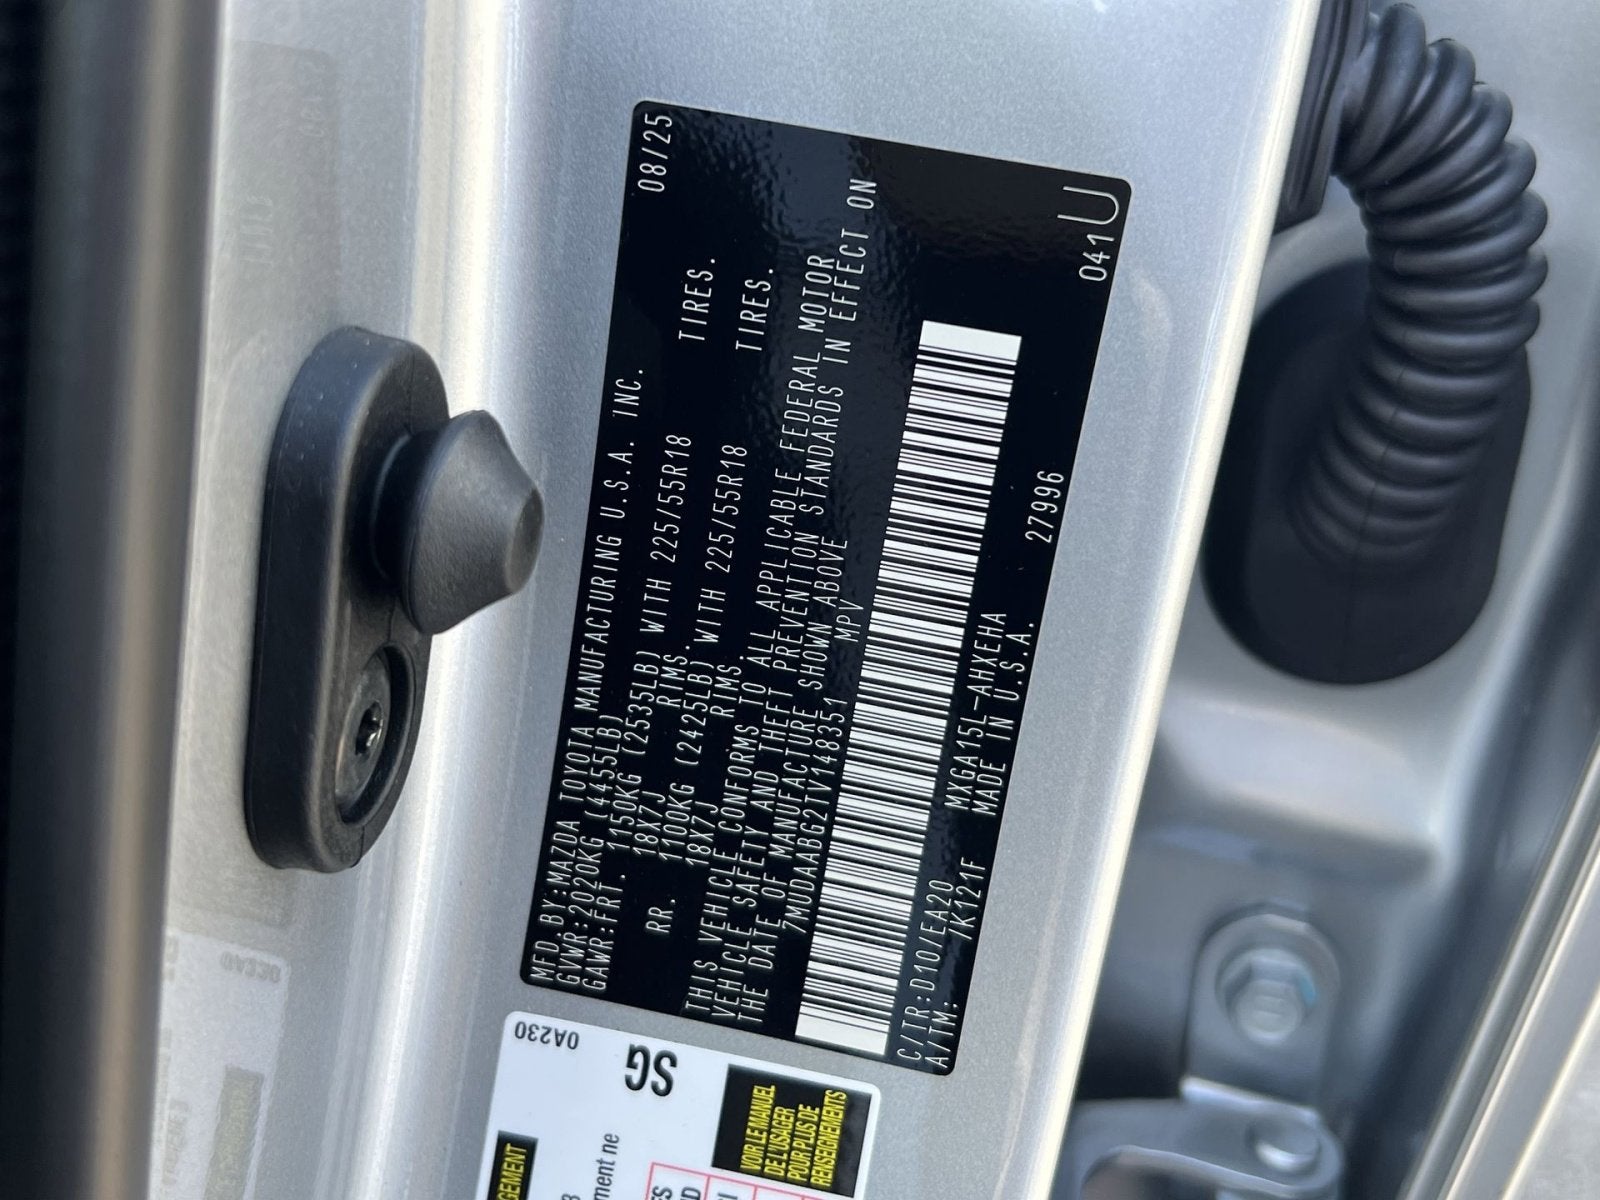 08/25
MFD.BY:MAZDA TOYOTA MANUFACTURING U.S.A. INC.
GVWR:2020KG (4455LB)
GAWR:FRT. 1150KG (2535LB) WITH 225/55R18 TIRES.
18X7J RIMS.
RR. 1100KG (2425LB) WITH 225/55R18 TIRES.
18X7J RIMS.
THIS VEHICLE CONFORMS TO ALL APPLICABLE FEDERAL MOTOR
VEHICLE SAFETY AND THEFT PREVENTION STANDARDS IN EFFECT ON
THE DATE OF MANUFACTURE SHOWN ABOVE
7MUDAABG2TV148351 MPV
27996
C/TR:D10/EA20 MXGA15L-AHXEHA
A/TM: /K121F MADE IN U.S.A.
041U
0A230
SG
VOIR LE MANUEL
DE L'USAGER
POUR PLUS DE
RENSEIGNEMENTS